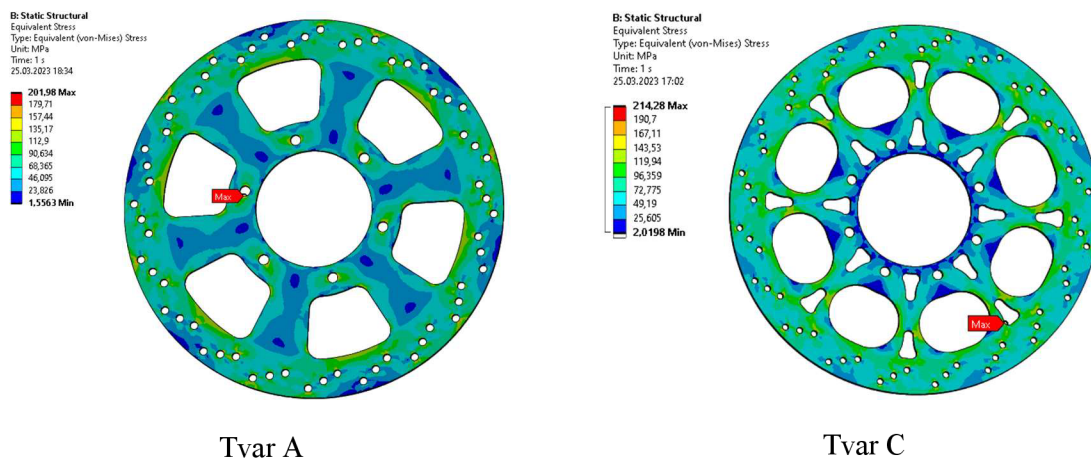 B: Static Structural
Equivalent Stress
Type: Equivalent (von-Mises) Stress
Unit: MPa
Time: 1 s
25.03.2023 18:34
201,98 Max
179,71
157,44
135,17
112,9
90,634
68,365
46,095
23,826
1,5563 Min
Max
Tvar A
B: Static Structural
Equivalent Stress
Type: Equivalent (von-Mises) Stress
Unit: MPa
Time: 1 s
25.03.2023 17:02
214,28 Max
190,7
167,11
143,53
119,94
96,359
72,775
49,19
25,605
2,0198 Min
Max
Tvar C